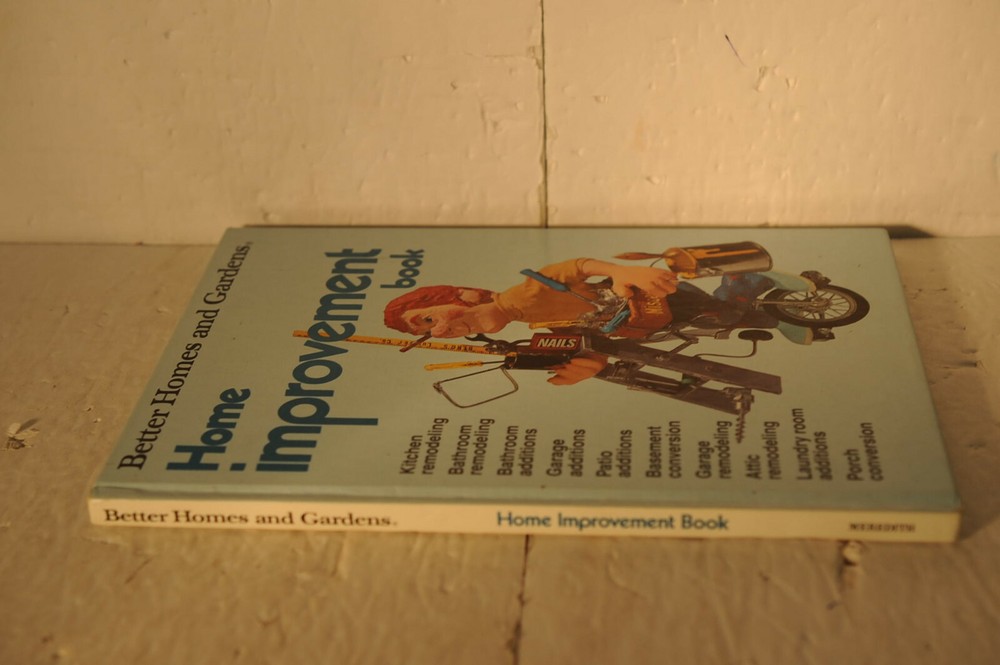 Better Homes and Gardens®
Home
improvement
book
NAILS
Kitchen
remodeling
Bathroom
remodeling
Bathroom
additions
Garage
additions
Patio
additions
Basement
conversion
Garage
remodeling
Attic
remodeling
Laundry room
additions
Porch
conversion
Better Homes and Gardens®
Home Improvement Book
MEREDITH